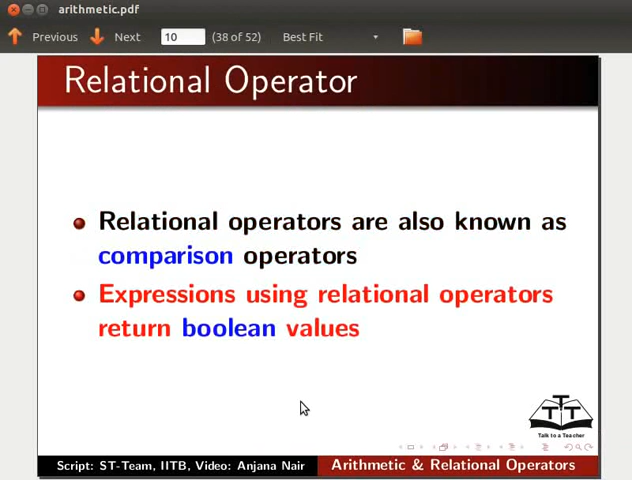 arithmetic.pdf
Previous Next 10 (38 of 52) Best Fit
Relational Operator
Relational operators are also known as
comparison operators
Expressions using relational operators
return boolean values
TTT
Talk to a Teacher
Script: ST-Team, IITB, Video: Anjana Nair Arithmetic & Relational Operators